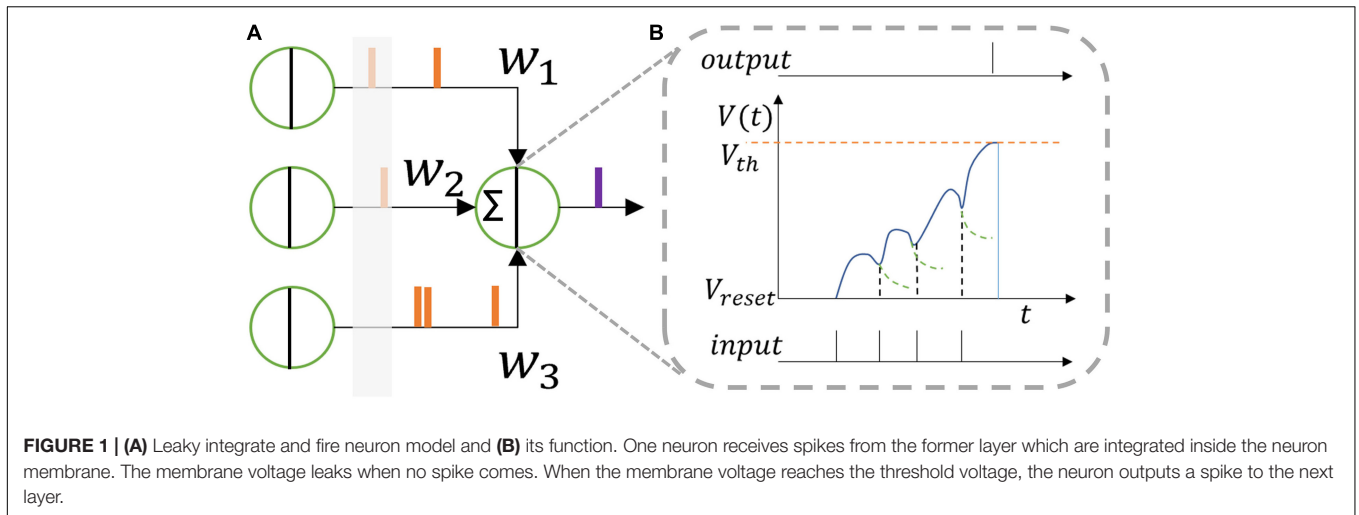 A
B
w1
w2
w3
Σ
output
V(t)
Vth
Vreset
t
input
FIGURE 1 | (A) Leaky integrate and fire neuron model and (B) its function. One neuron receives spikes from the former layer which are integrated inside the neuron
membrane. The membrane voltage leaks when no spike comes. When the membrane voltage reaches the threshold voltage, the neuron outputs a spike to the next
layer.